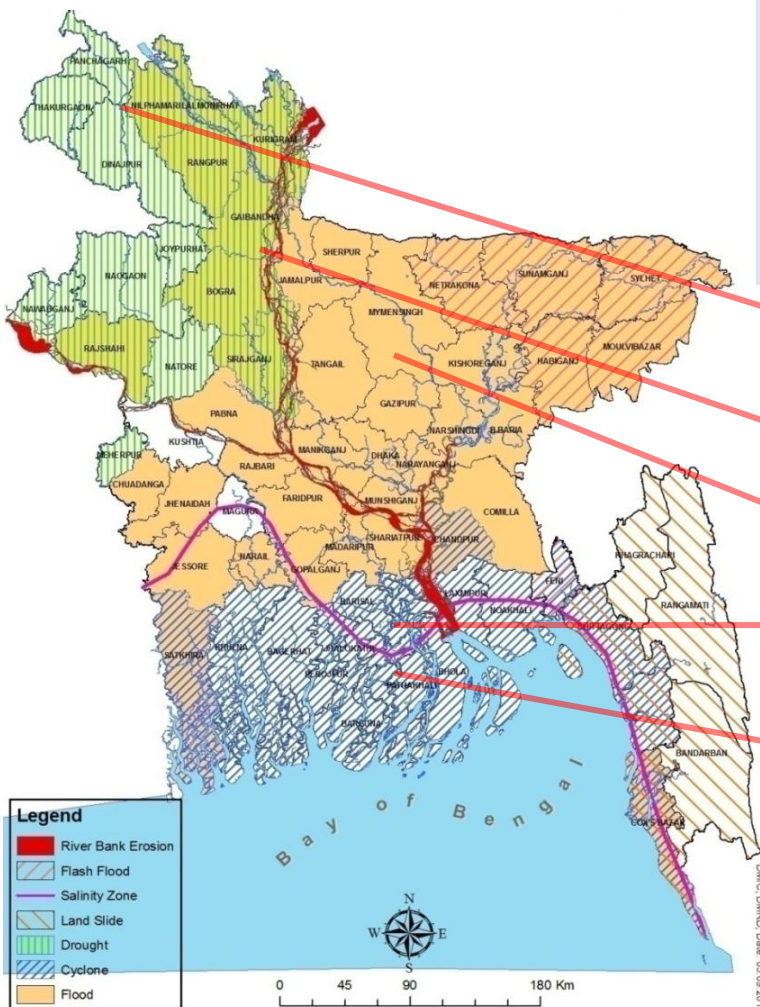 PANCHAGARH
THAKURGAON
NILPHAMARI
LALMONIRHAT
DINAJPUR
RANGPUR
KURIGRAM
GAIBANDHA
JOYPURHAT
NAOGAON
BOGRA
NAWABGANJ
RAJSHAHI
NATORE
SIRAJGANJ
SHERPUR
JAMALPUR
NETRAKONA
SUNAMGANJ
SYLHET
MYMENSINGH
TANGAIL
KISHOREGANJ
HABIGANJ
MOULVIBAZAR
GAZIPUR
PABNA
NARSHINGDI
B.BARIA
KUSHTIA
MANIKGANJ
DHAKA
NARAYANGANJ
MEHERPUR
RAJBARI
CHUADANGA
JHENAIDAH
MAGURA
FARIDPUR
MUNSHIGANJ
COMILLA
SHARIATPUR
CHANDPUR
MADARIPUR
NARAIL
JESSORE
GOPALGANJ
KHAGRACHARI
FENI
BARISAL
LAXMIPUR
NOAKHALI
RANGAMATI
CHITTAGONG
SATKHIRA
KHULNA
BAGERHAT
JHALOKATHI
PEROJPUR
BHOLA
PATUAKHALI
BARGUNA
BANDARBAN
COX'S BAZAR
Bay of Bengal
Legend
River Bank Erosion
Flash Flood
Salinity Zone
Land Slide
Drought
Cyclone
Flood
N
W
E
S
0 45 90 180 Km